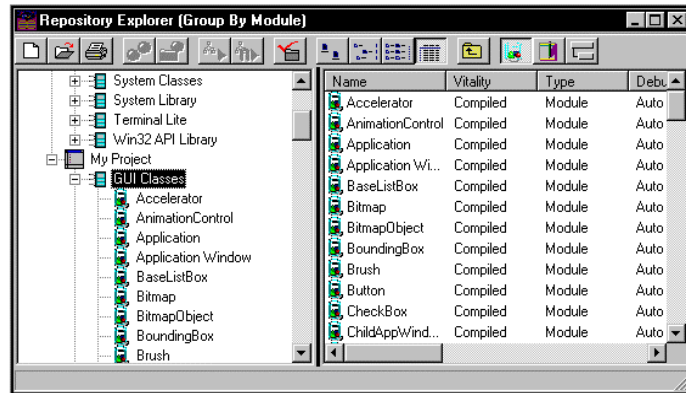 Repository Explorer (Group By Module)
System Classes
System Library
Terminal Lite
Win32 API Library
My Project
GUI Classes
Accelerator
AnimationControl
Application
Application Window
BaseListBox
Bitmap
BitmapObject
BoundingBox
Brush
Name Vitality Type Debu
Accelerator Compiled Module Auto
AnimationControl Compiled Module Auto
Application Compiled Module Auto
Application Wi... Compiled Module Auto
BaseListBox Compiled Module Auto
Bitmap Compiled Module Auto
BitmapObject Compiled Module Auto
BoundingBox Compiled Module Auto
Brush Compiled Module Auto
Button Compiled Module Auto
CheckBox Compiled Module Auto
ChildAppWind... Compiled Module Auto